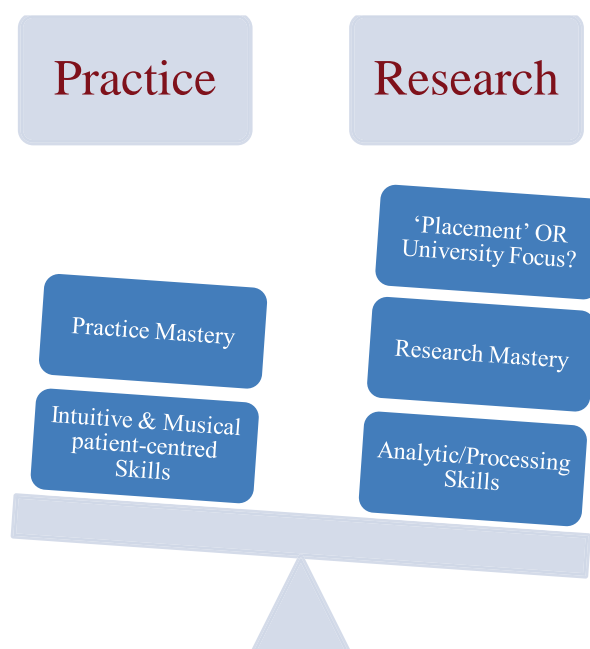 Practice
Research
‘Placement’ OR
University Focus?
Practice Mastery
Research Mastery
Intuitive & Musical
patient-centred
Skills
Analytic/Processing
Skills